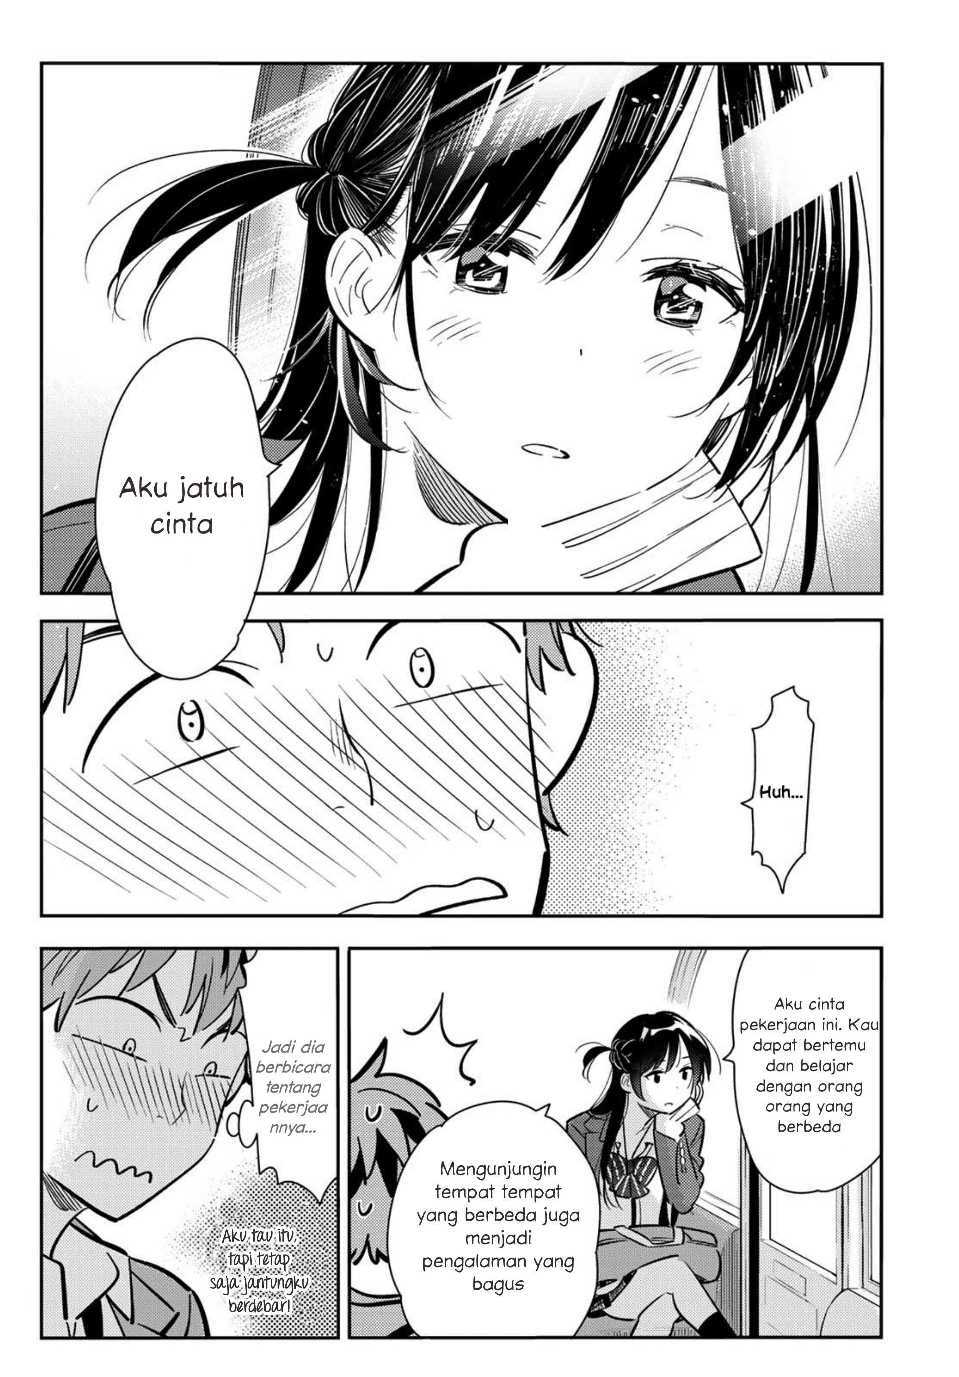 Aku jatuh
cinta
Huh...
Aku cinta
pekerjaan ini. Kau
dapat bertemu
dan belajar
dengan orang
orang yang
berbeda
Mengunjungin
tempat tempat
yang berbeda juga
menjadi
pengalaman yang
bagus
Jadi dia
berbicara
tentang
pekerjaa
nnya...
Aku tau itu,
tapi tetap
saja jantungku
berdebar!